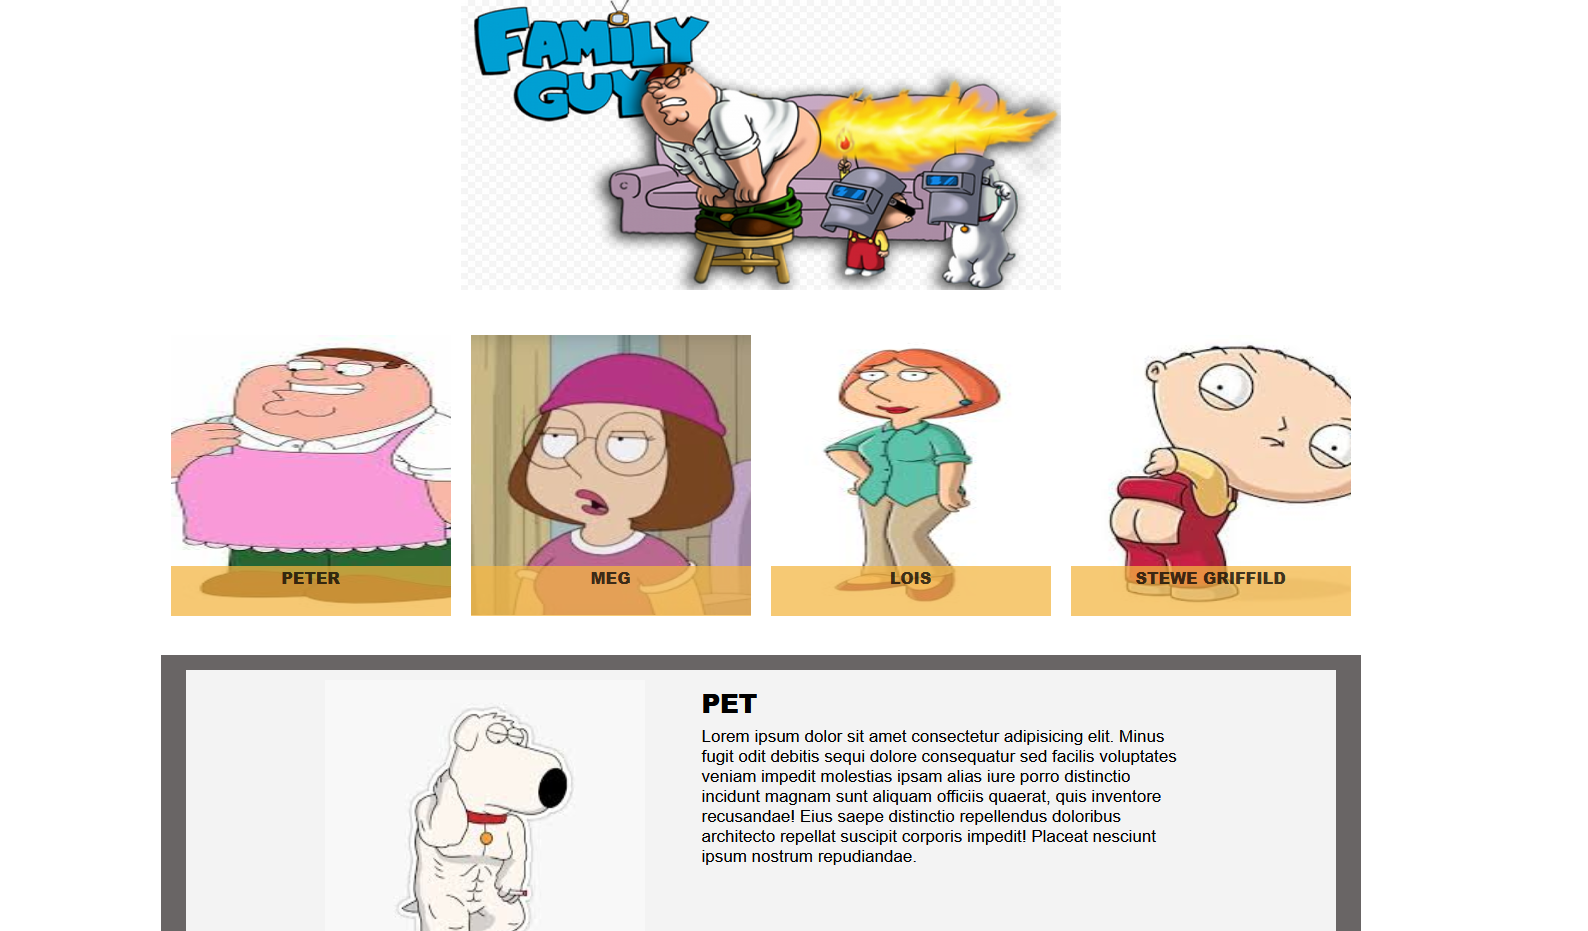 FAMILY
GUY
PETER
MEG
LOIS
STEWE GRIFFILD
PET
Lorem ipsum dolor sit amet consectetur adipisicing elit. Minus
fugit odit debitis sequi dolore consequatur sed facilis voluptates
veniam impedit molestias ipsam alias iure porro distinctio
incidunt magnam sunt aliquam officiis quaerat, quis inventore
recusandae! Eius saepe distinctio repellendus doloribus
architecto repellat suscipit corporis impedit! Placeat nesciunt
ipsum nostrum repudiandae.